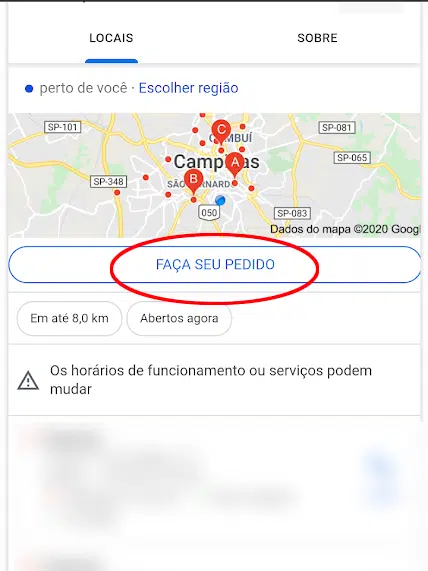 LOCAIS
SOBRE
perto de você · Escolher região
SP-101
SP-081
C
CAMBUÍ
Campinas
A
SP-065
SP-348
B
SÃO BERNARDO
050
SP-083
Dados do mapa ©2020 Googl
FAÇA SEU PEDIDO
Em até 8,0 km
Abertos agora
Os horários de funcionamento ou serviços podem
mudar